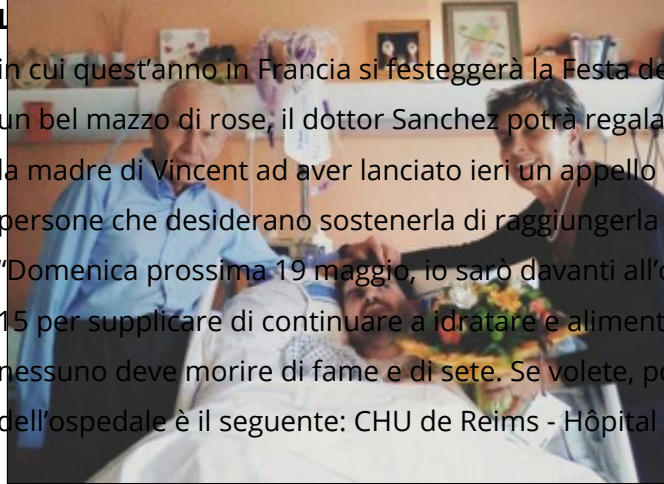 L
in cui quest'anno in Francia si festeggerà la Festa de
un bel mazzo di rose, il dottor Sanchez potrà regala
la madre di Vincent ad aver lanciato ieri un appello
persone che desiderano sostenerla di raggiungerla
“Domenica prossima 19 maggio, io sarò davanti all’o
15 per supplicare di continuare a idratare e aliment
nessuno deve morire di fame e di sete. Se volete, po
dell’ospedale è il seguente: CHU de Reims - Hôpital